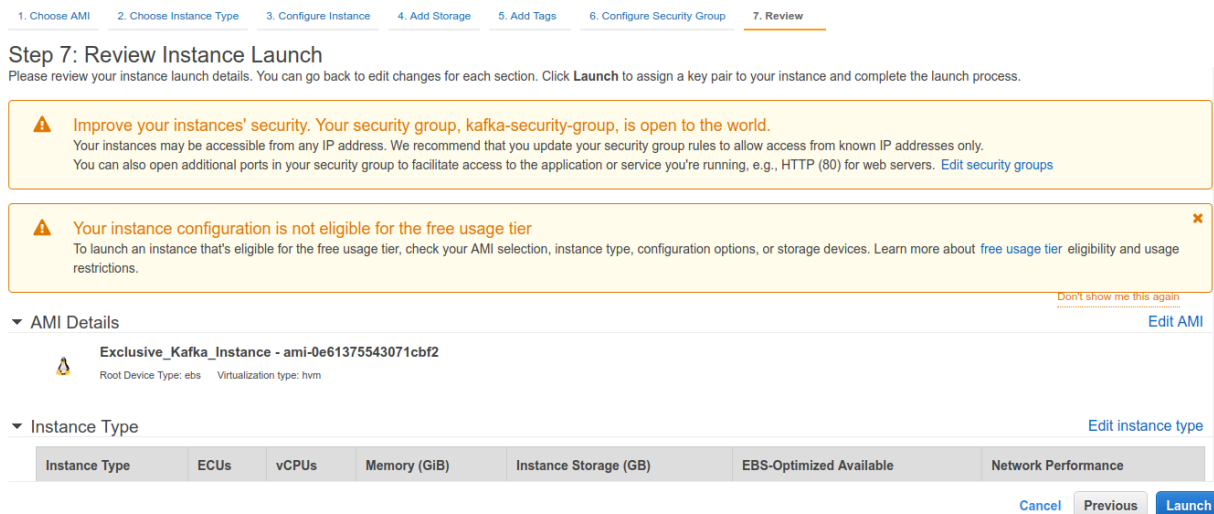 1. Choose AMI 2. Choose Instance Type 3. Configure Instance 4. Add Storage 5. Add Tags 6. Configure Security Group 7. Review
Step 7: Review Instance Launch
Please review your instance launch details. You can go back to edit changes for each section. Click Launch to assign a key pair to your instance and complete the launch process.
Improve your instances' security. Your security group, kafka-security-group, is open to the world.
Your instances may be accessible from any IP address. We recommend that you update your security group rules to allow access from known IP addresses only.
You can also open additional ports in your security group to facilitate access to the application or service you're running, e.g., HTTP (80) for web servers. Edit security groups
Your instance configuration is not eligible for the free usage tier
To launch an instance that's eligible for the free usage tier, check your AMI selection, instance type, configuration options, or storage devices. Learn more about free usage tier eligibility and usage
restrictions.
Don't show me this again
AMI Details Edit AMI
Exclusive_Kafka_Instance - ami-0e61375543071cbf2
Root Device Type: ebs Virtualization type: hvm
Instance Type Edit instance type
Instance Type ECUs vCPUs Memory (GiB) Instance Storage (GB) EBS-Optimized Available Network Performance
Cancel Previous Launch